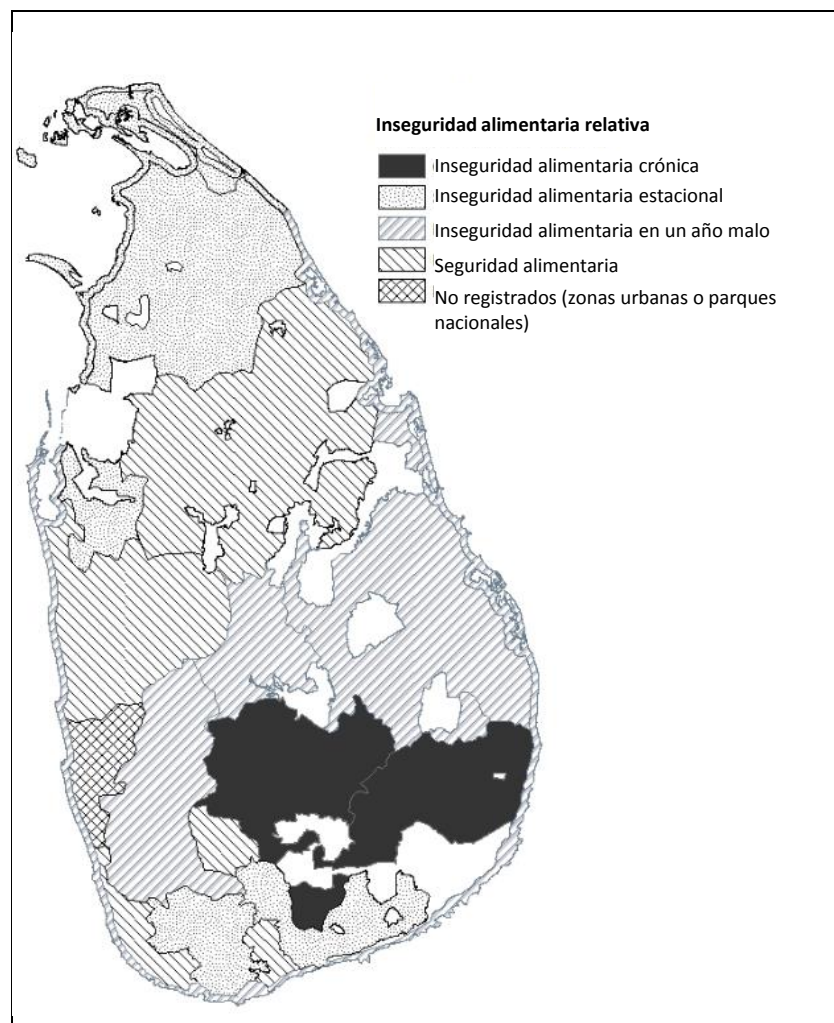 Inseguridad alimentaria relativa
Inseguridad alimentaria crónica
Inseguridad alimentaria estacional
Inseguridad alimentaria en un año malo
Seguridad alimentaria
No registrados (zonas urbanas o parques
nacionales)